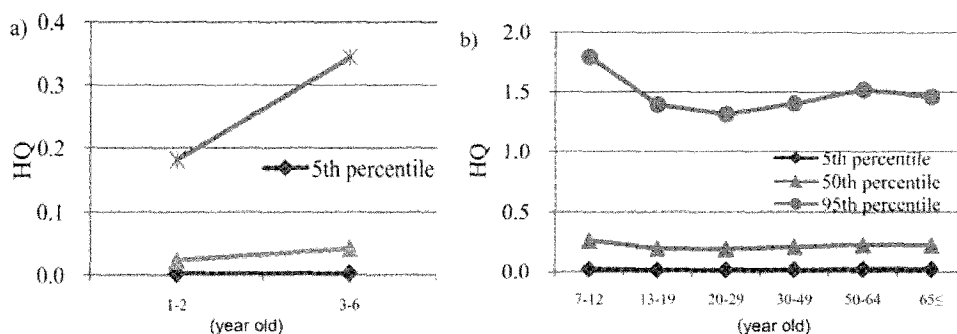 a)
HQ
0.4
0.3
0.2
0.1
0.0
5th percentile
1-2
3-6
(year old)
b)
HQ
2.0
1.5
1.0
0.5
0.0
5th percentile
50th percentile
95th percentile
7-12
13-19
20-29
30-49
50-64
65≤
(year old)